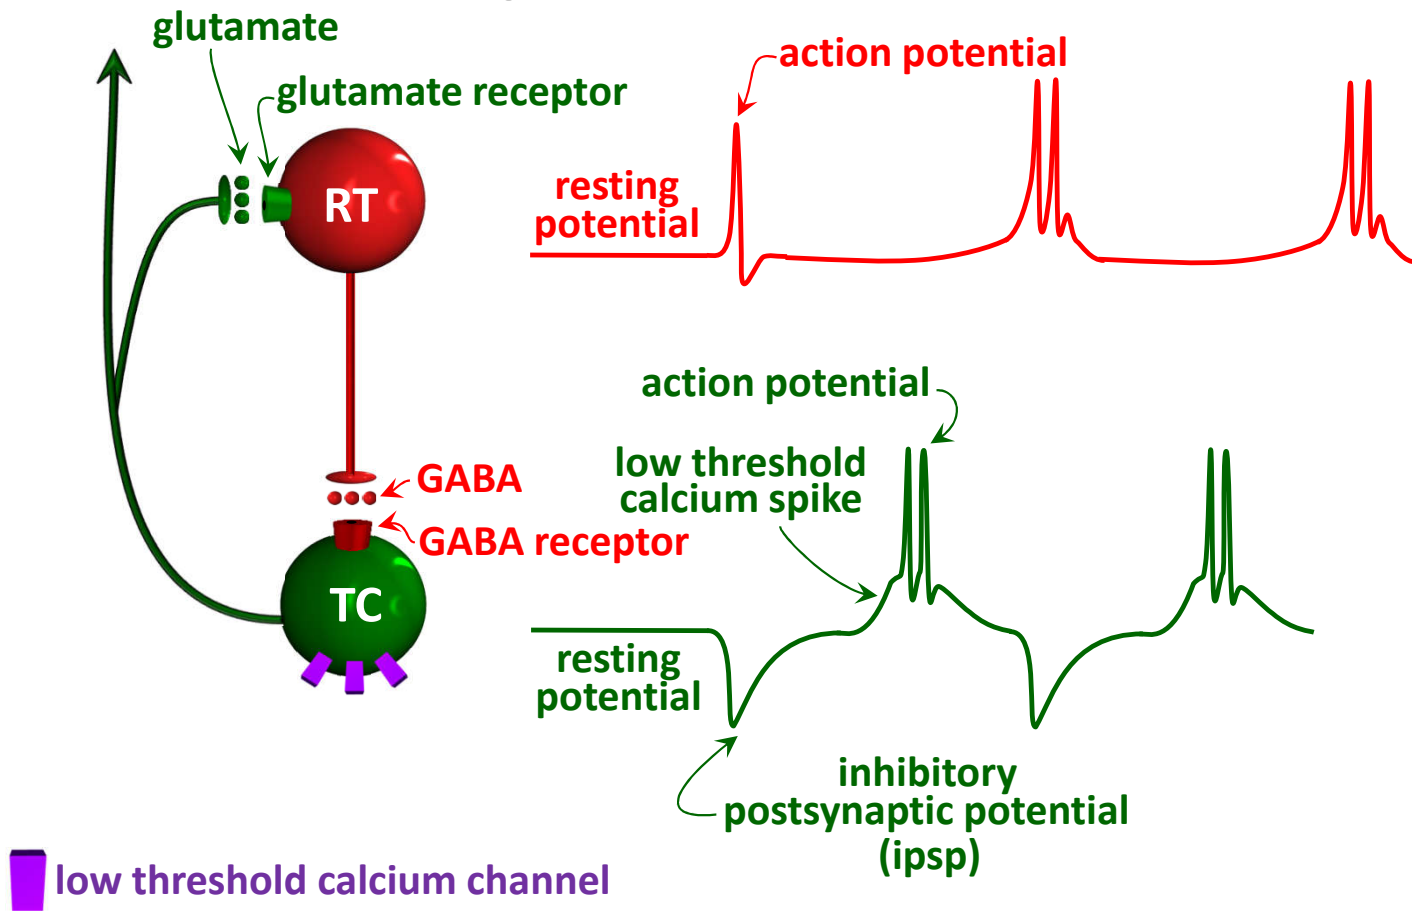 glutamate
action potential
glutamate receptor
RT
resting
potential
action potential
low threshold
calcium spike
GABA
GABA receptor
TC
resting
potential
inhibitory
postsynaptic potential
(ipsp)
low threshold calcium channel